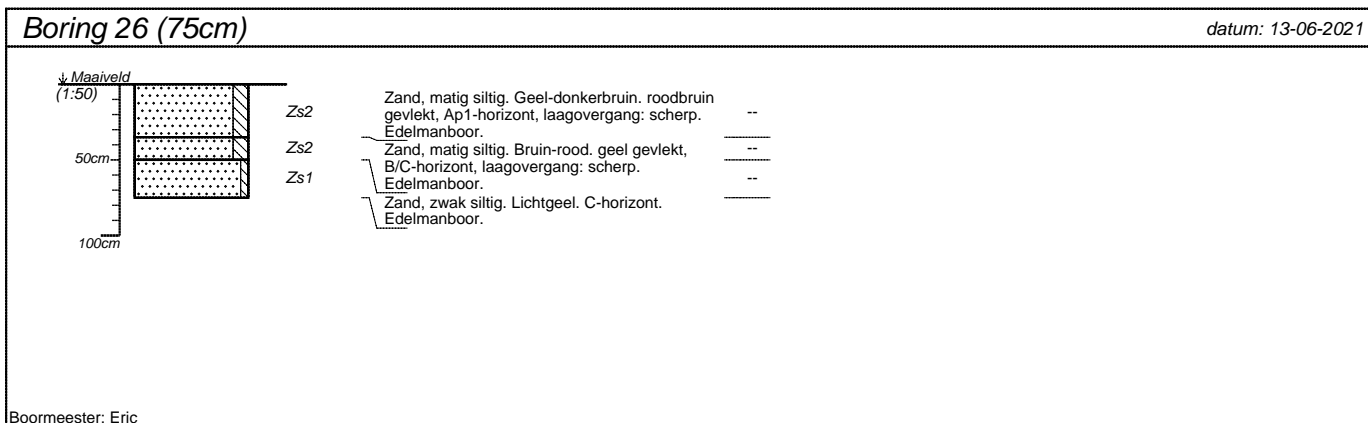 Boring 26 (75cm)
datum: 13-06-2021
Maaiveld
(1:50)
Zs2
Zand, matig siltig. Geel-donkerbruin. roodbruin
gevlekt, Ap1-horizont, laagovergang: scherp.
Edelmanboor.
--
Zs2
Zand, matig siltig. Bruin-rood. geel gevlekt,
B/C-horizont, laagovergang: scherp.
Edelmanboor.
--
50cm
Zs1
Zand, zwak siltig. Lichtgeel. C-horizont.
Edelmanboor.
--
100cm
Boormeester: Eric